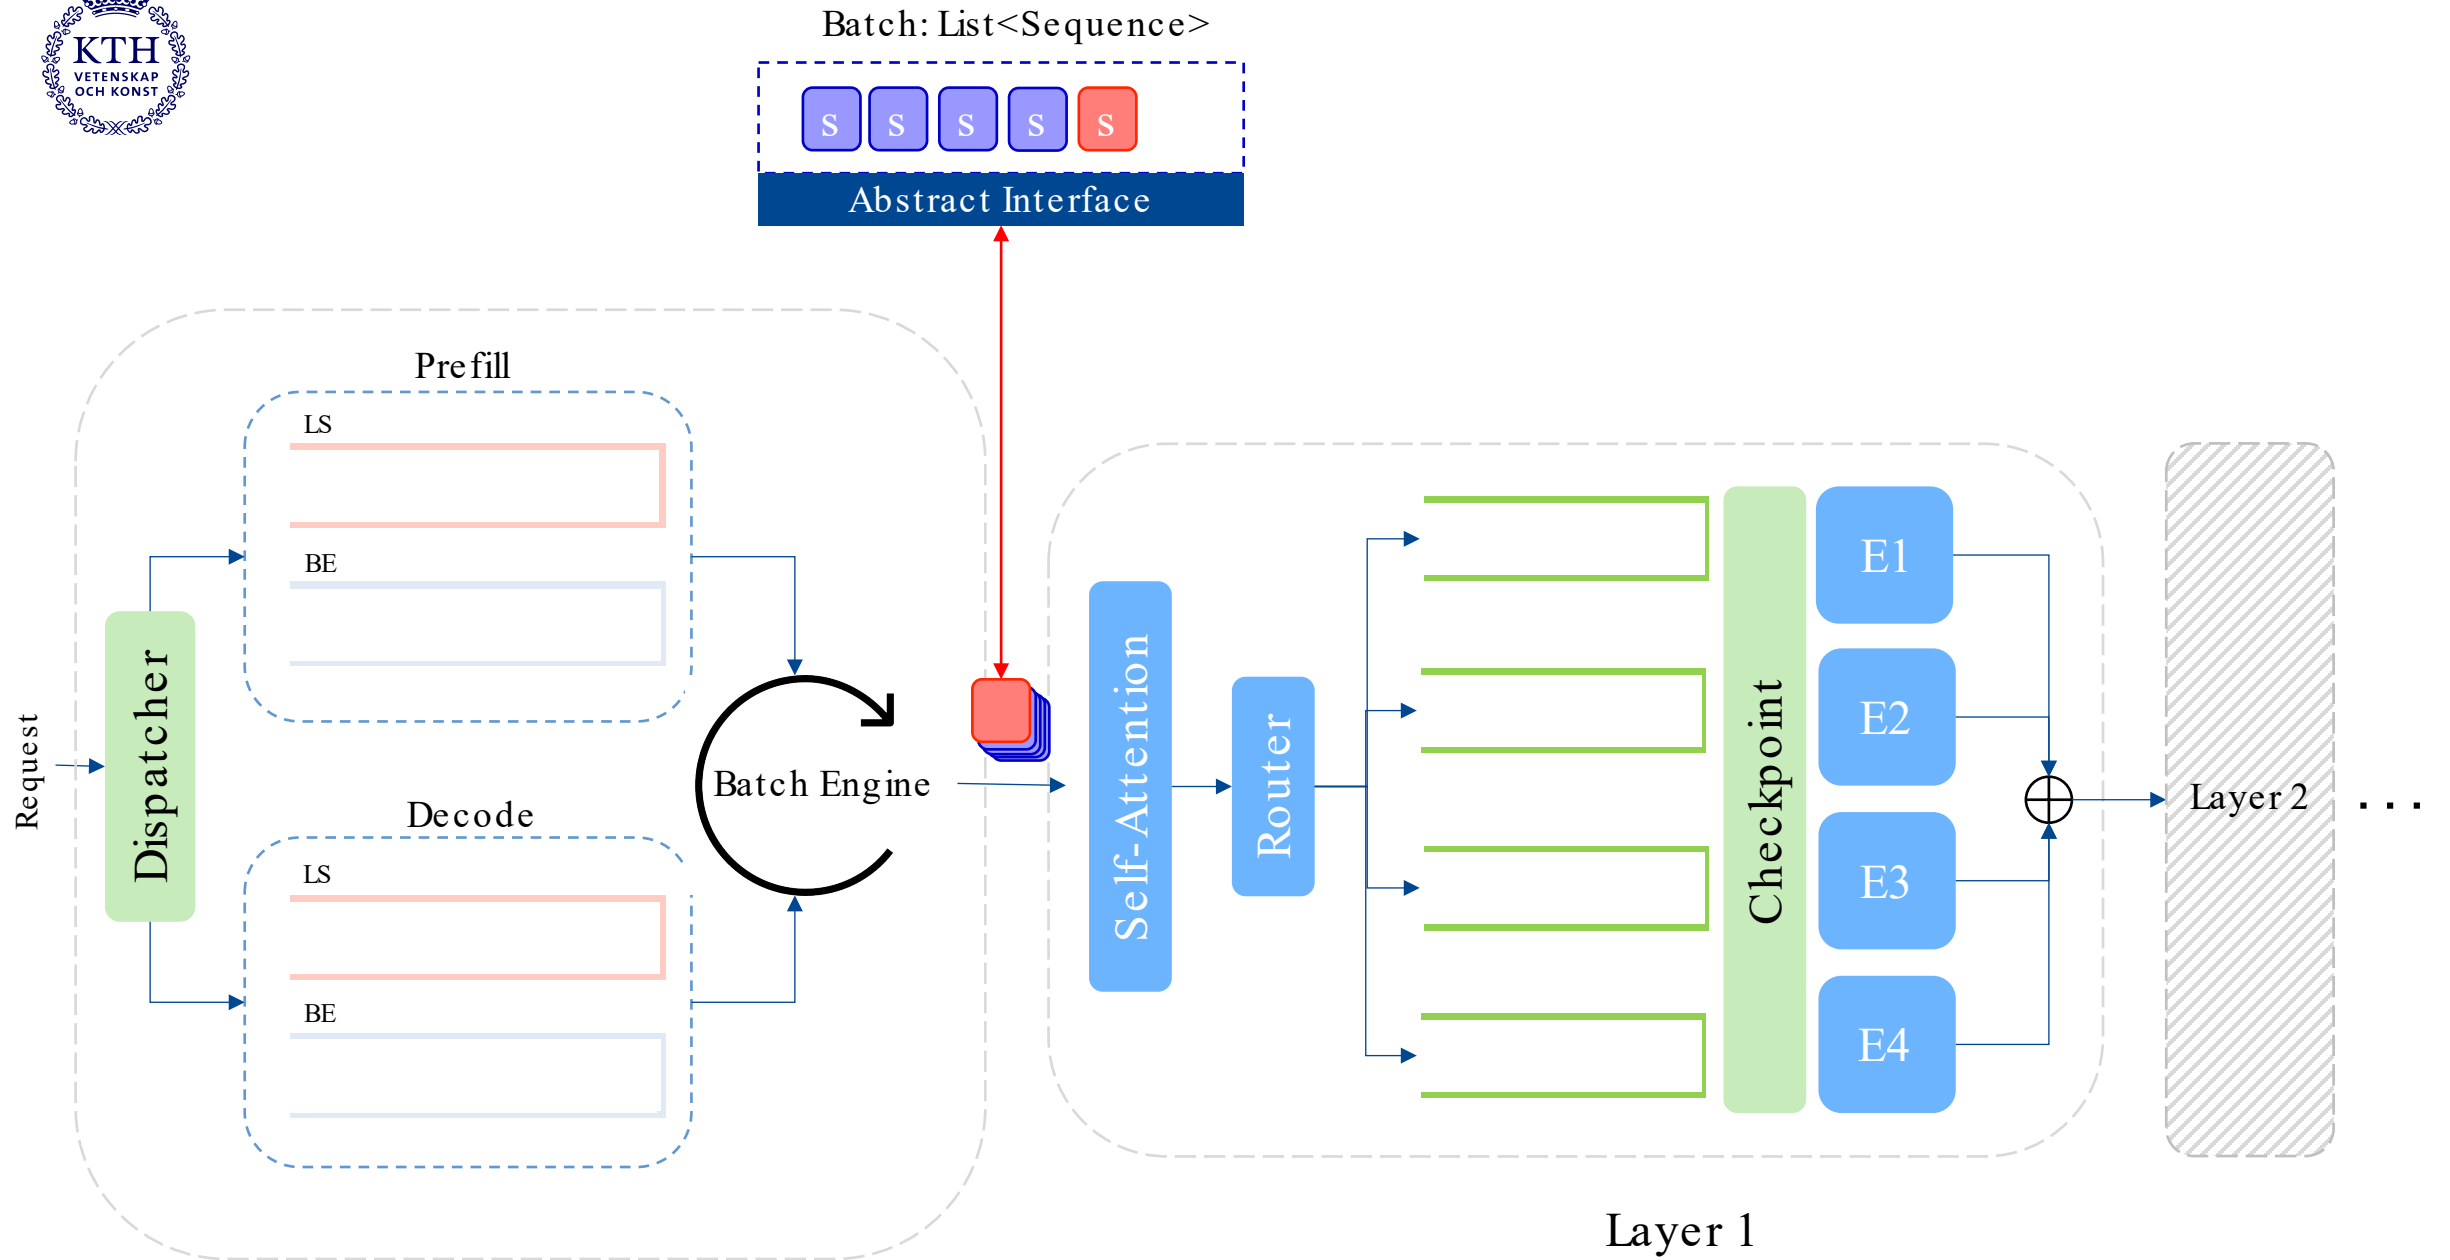 KTH
VETENSKAP
OCH KONST
Batch: List<Sequence>
S S S S S
Abstract Interface
Prefill
LS
BE
Request
Dispatcher
Batch Engine
Decode
LS
BE
Self-Attention
Router
Checkpoint
E1
E2
E3
E4
Layer 2
...
Layer 1